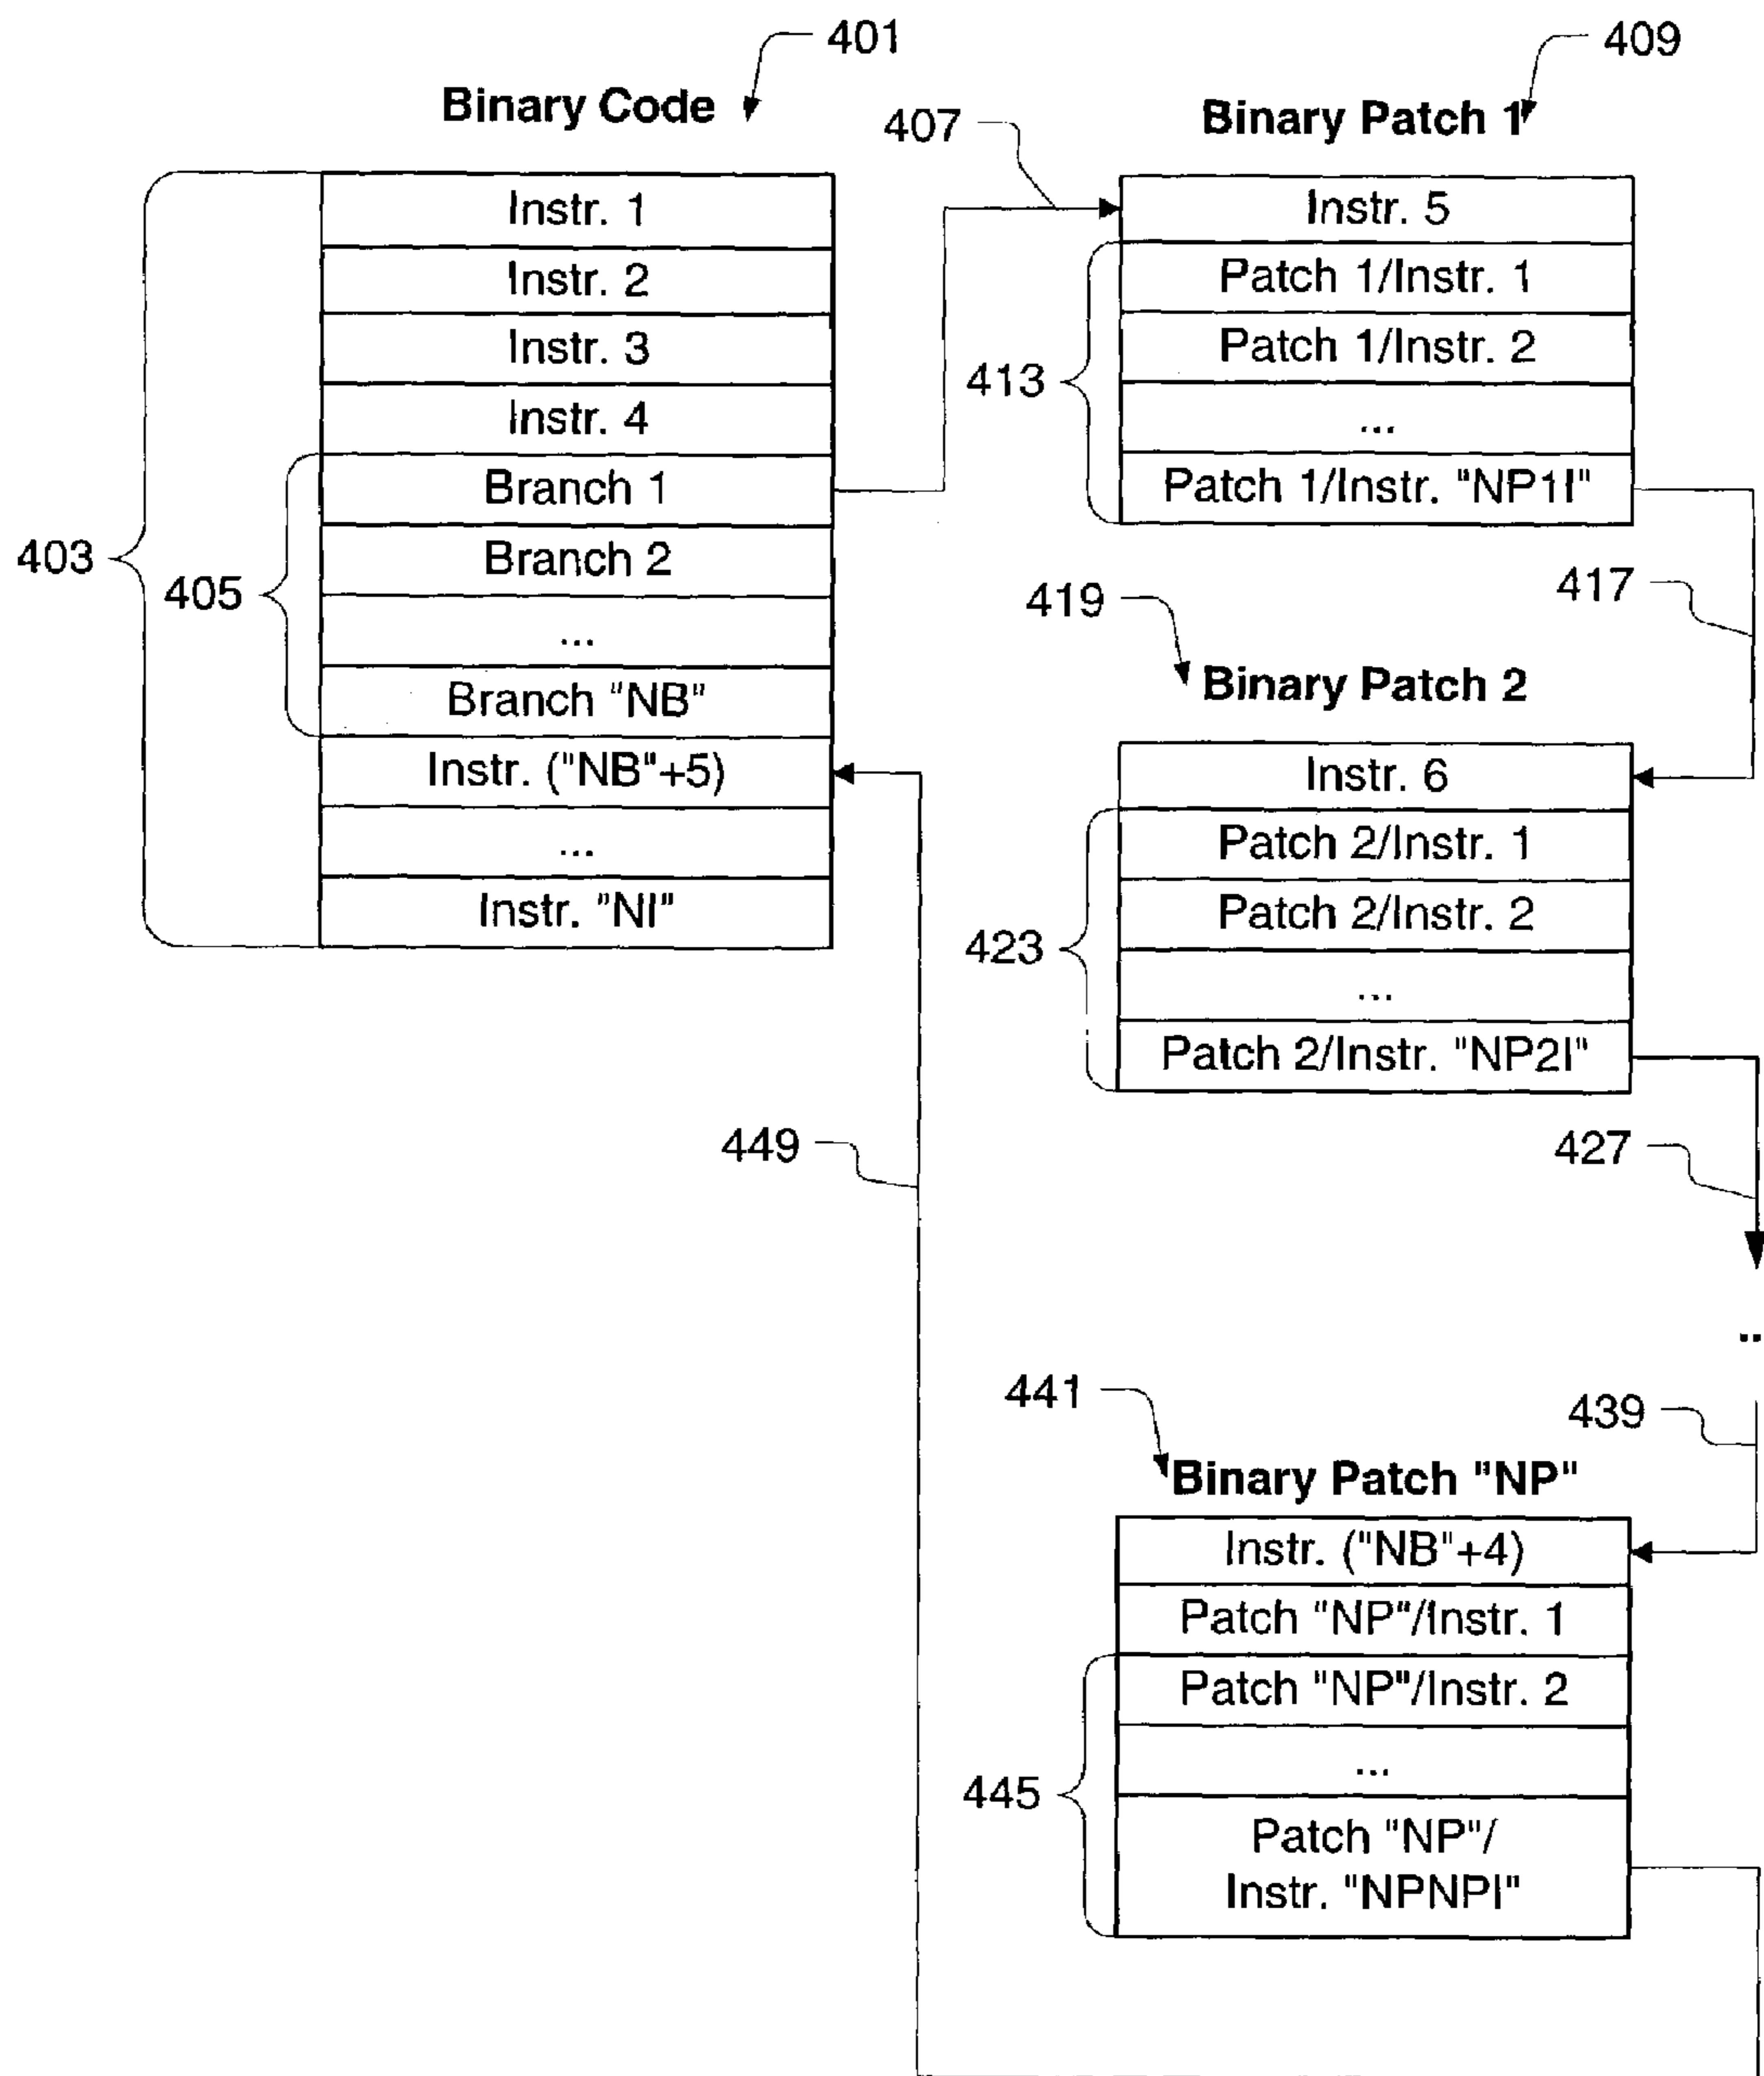 401
Binary Code
403
Instr. 1
Instr. 2
Instr. 3
Instr. 4
405
Branch 1
Branch 2
...
Branch "NB"
Instr. ("NB"+5)
...
Instr. "NI"
407
409
Binary Patch 1
Instr. 5
413
Patch 1/Instr. 1
Patch 1/Instr. 2
...
Patch 1/Instr. "NP1I"
417
419
Binary Patch 2
Instr. 6
423
Patch 2/Instr. 1
Patch 2/Instr. 2
...
Patch 2/Instr. "NP2I"
427
449
..
439
441
Binary Patch "NP"
Instr. ("NB"+4)
Patch "NP"/Instr. 1
445
Patch "NP"/Instr. 2
...
Patch "NP"/
Instr. "NPNPI"